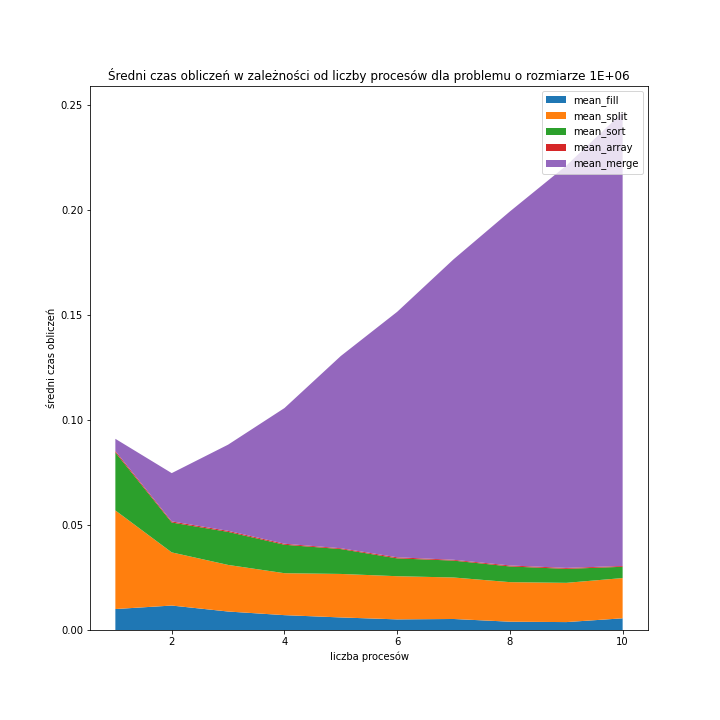 Średni czas obliczeń w zależności od liczby procesów dla problemu o rozmiarze 1E+06
mean_fill
mean_split
mean_sort
mean_array
mean_merge
0.25
0.20
0.15
0.10
0.05
0.00
średni czas obliczeń
2
4
6
8
10
liczba procesów